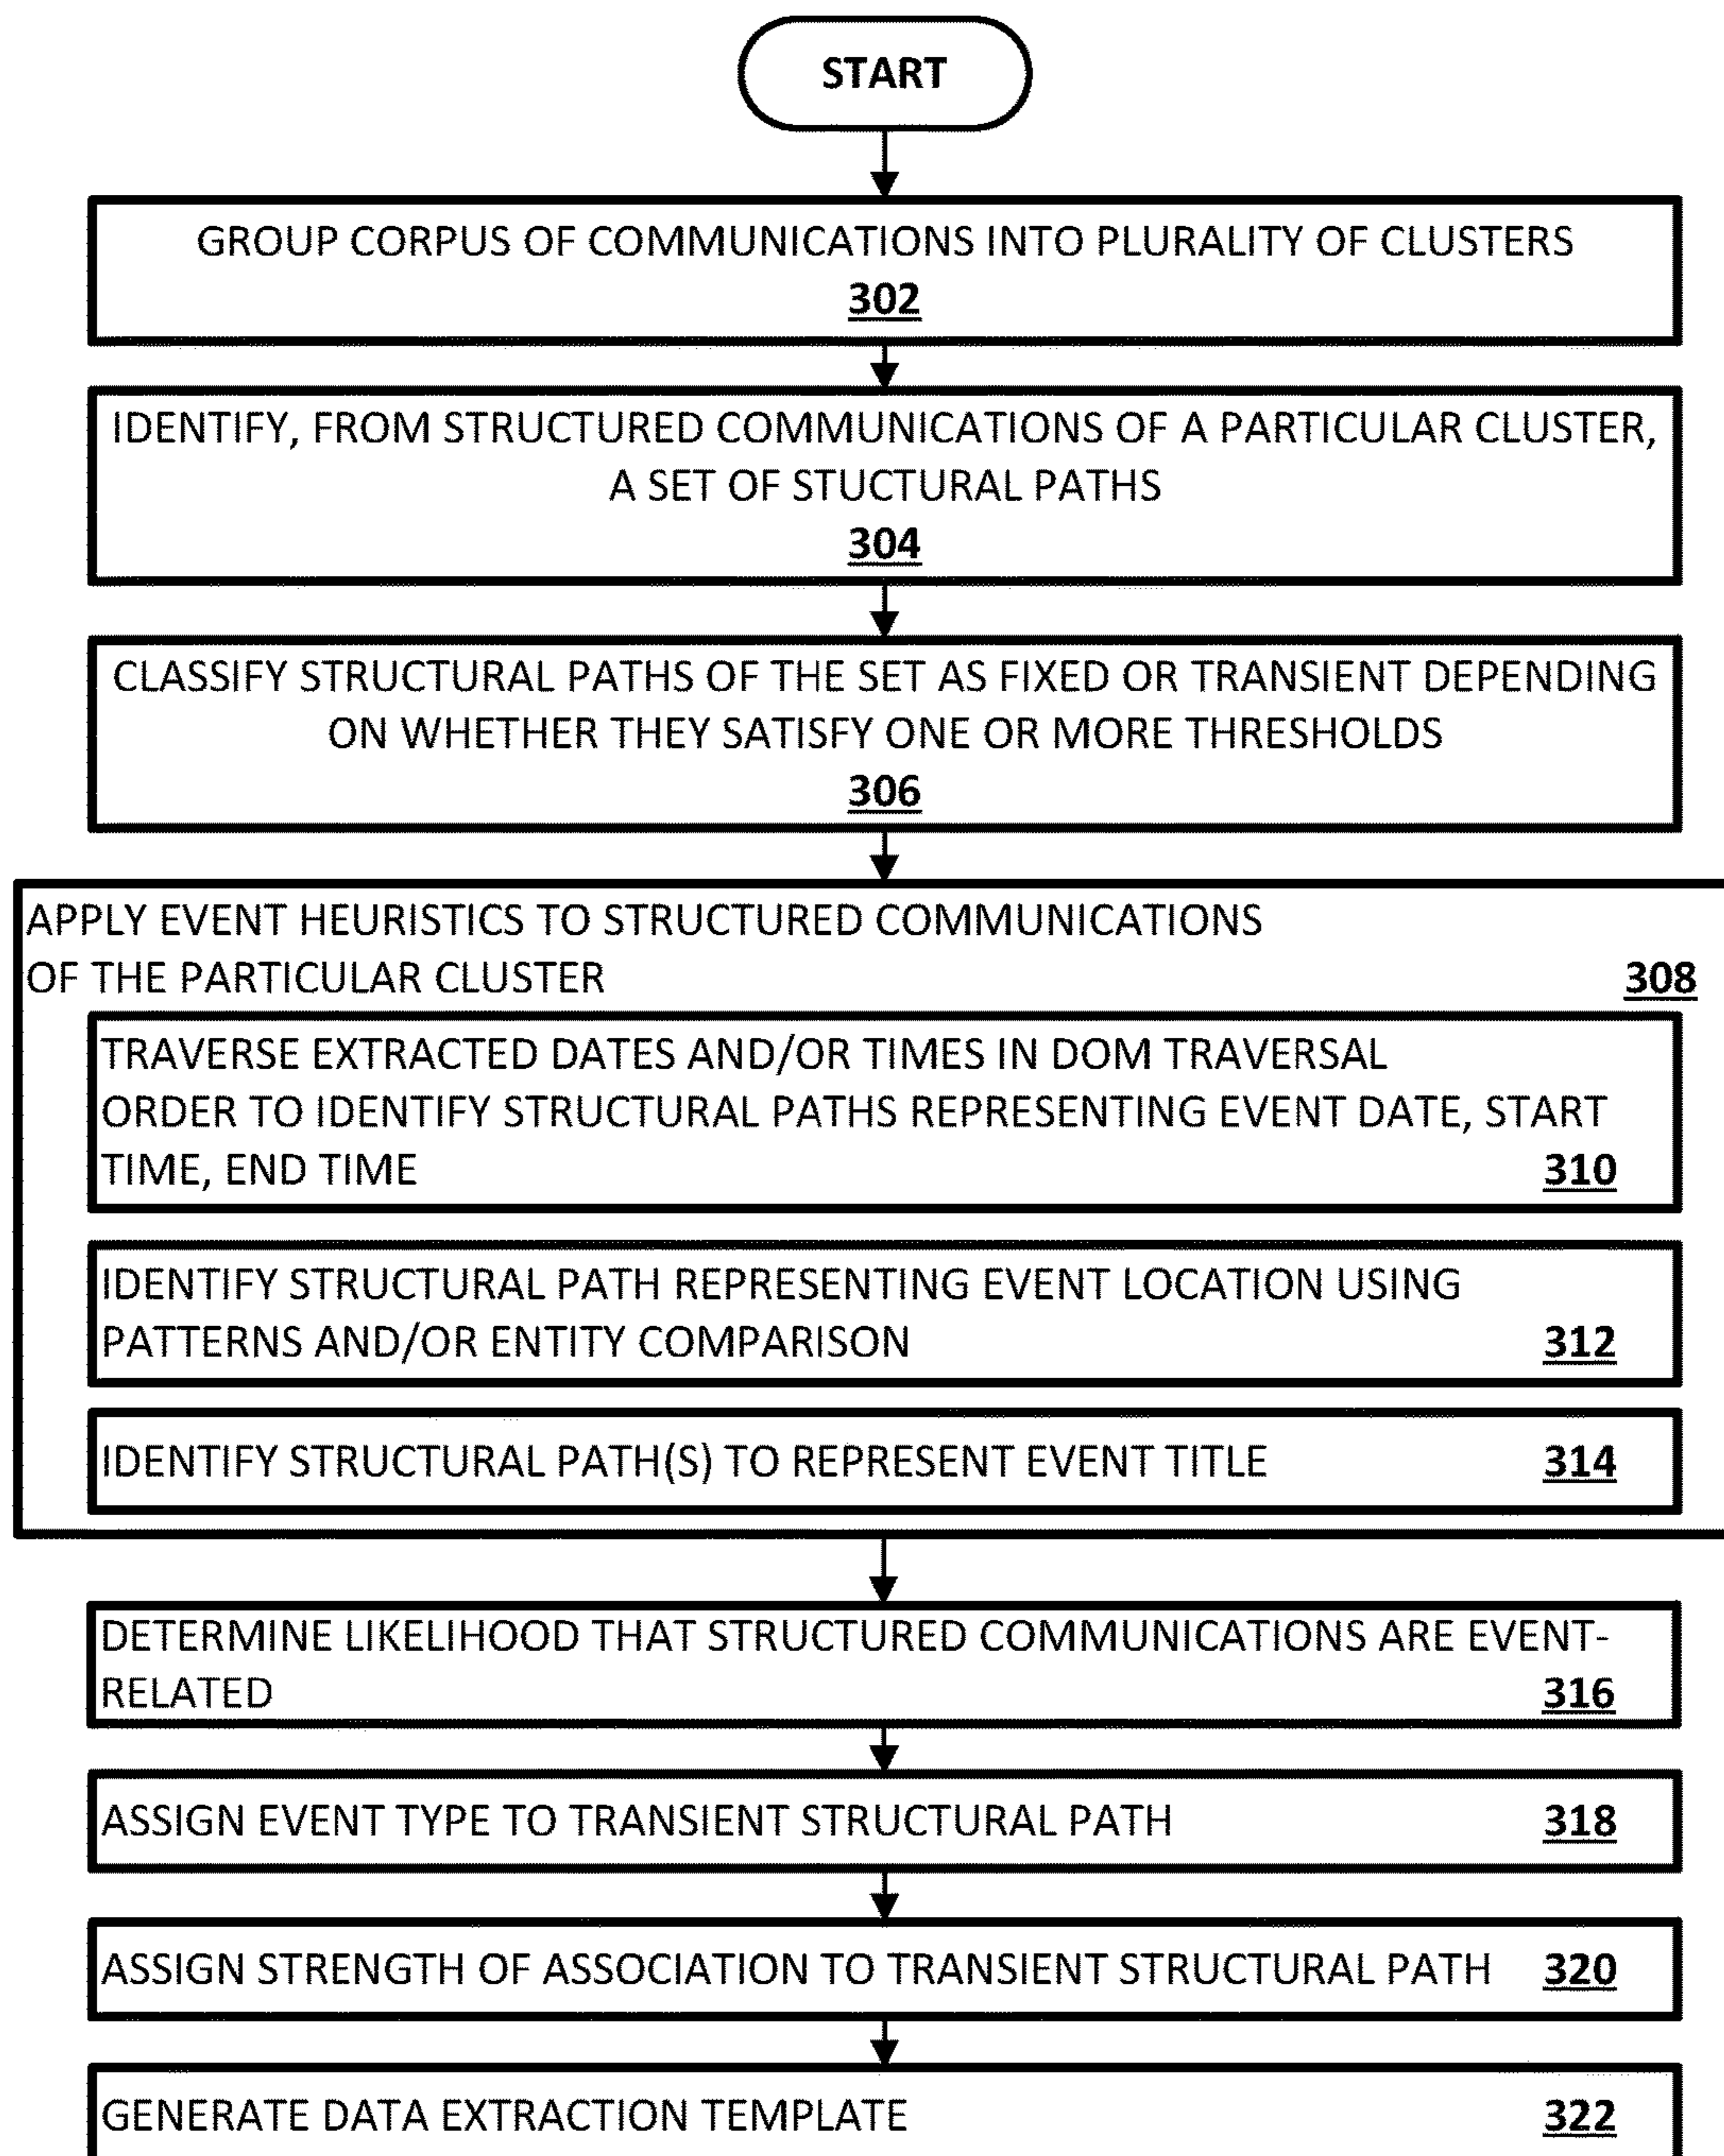 START
GROUP CORPUS OF COMMUNICATIONS INTO PLURALITY OF CLUSTERS
302
IDENTIFY, FROM STRUCTURED COMMUNICATIONS OF A PARTICULAR CLUSTER,
A SET OF STUCTURAL PATHS
304
CLASSIFY STRUCTURAL PATHS OF THE SET AS FIXED OR TRANSIENT DEPENDING
ON WHETHER THEY SATISFY ONE OR MORE THRESHOLDS
306
APPLY EVENT HEURISTICS TO STRUCTURED COMMUNICATIONS
OF THE PARTICULAR CLUSTER 308
TRAVERSE EXTRACTED DATES AND/OR TIMES IN DOM TRAVERSAL
ORDER TO IDENTIFY STRUCTURAL PATHS REPRESENTING EVENT DATE, START
TIME, END TIME 310
IDENTIFY STRUCTURAL PATH REPRESENTING EVENT LOCATION USING
PATTERNS AND/OR ENTITY COMPARISON 312
IDENTIFY STRUCTURAL PATH(S) TO REPRESENT EVENT TITLE 314
DETERMINE LIKELIHOOD THAT STRUCTURED COMMUNICATIONS ARE EVENT-
RELATED 316
ASSIGN EVENT TYPE TO TRANSIENT STRUCTURAL PATH 318
ASSIGN STRENGTH OF ASSOCIATION TO TRANSIENT STRUCTURAL PATH 320
GENERATE DATA EXTRACTION TEMPLATE 322